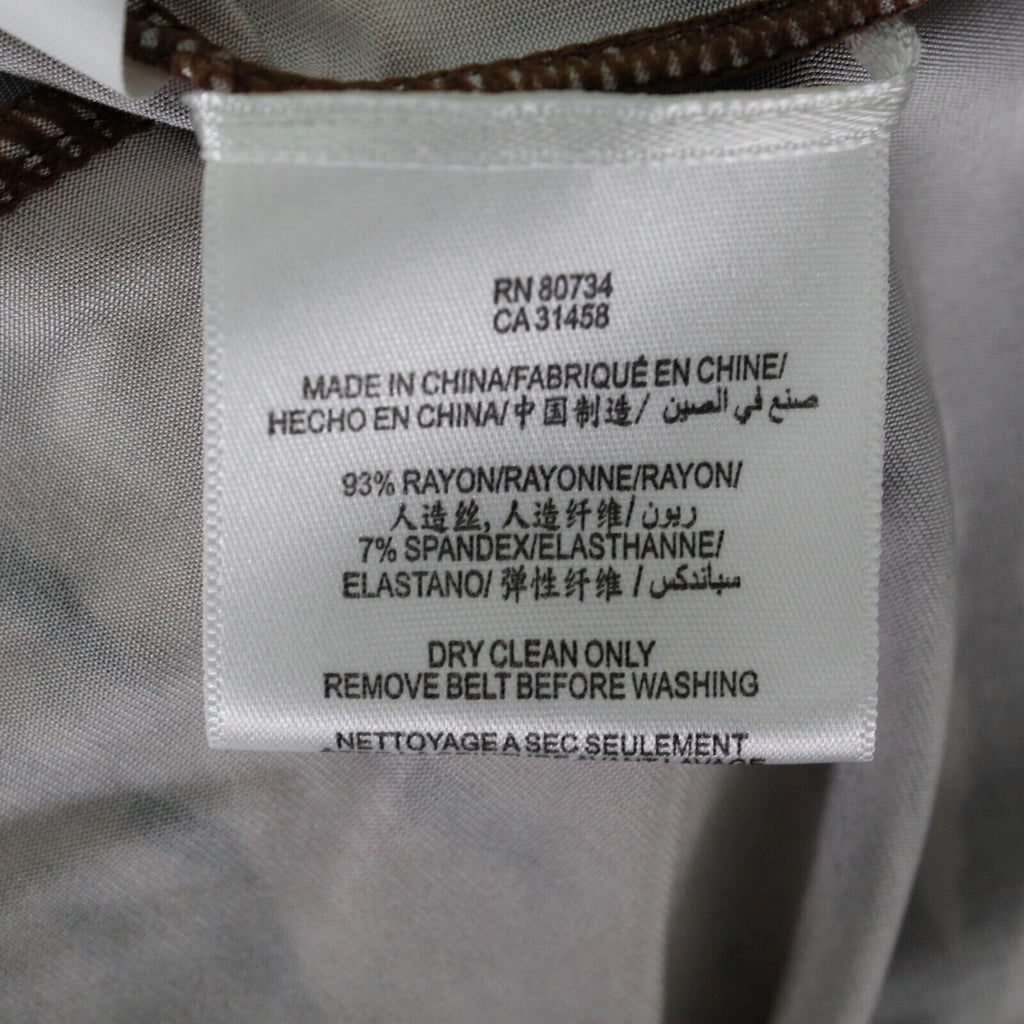 RN 80734
CA 31458
MADE IN CHINA/FABRIQUÉ EN CHINE/
HECHO EN CHINA/中国制造/ صنع في الصين
93% RAYON/RAYONNE/RAYON/
人造丝, 人造纤维/ ريون
7% SPANDEX/ELASTHANNE/
ELASTANO/ 弹性纤维 / سباندكس
DRY CLEAN ONLY
REMOVE BELT BEFORE WASHING
NETTOYAGE A SEC SEULEMENT
AVANT LAVAGE